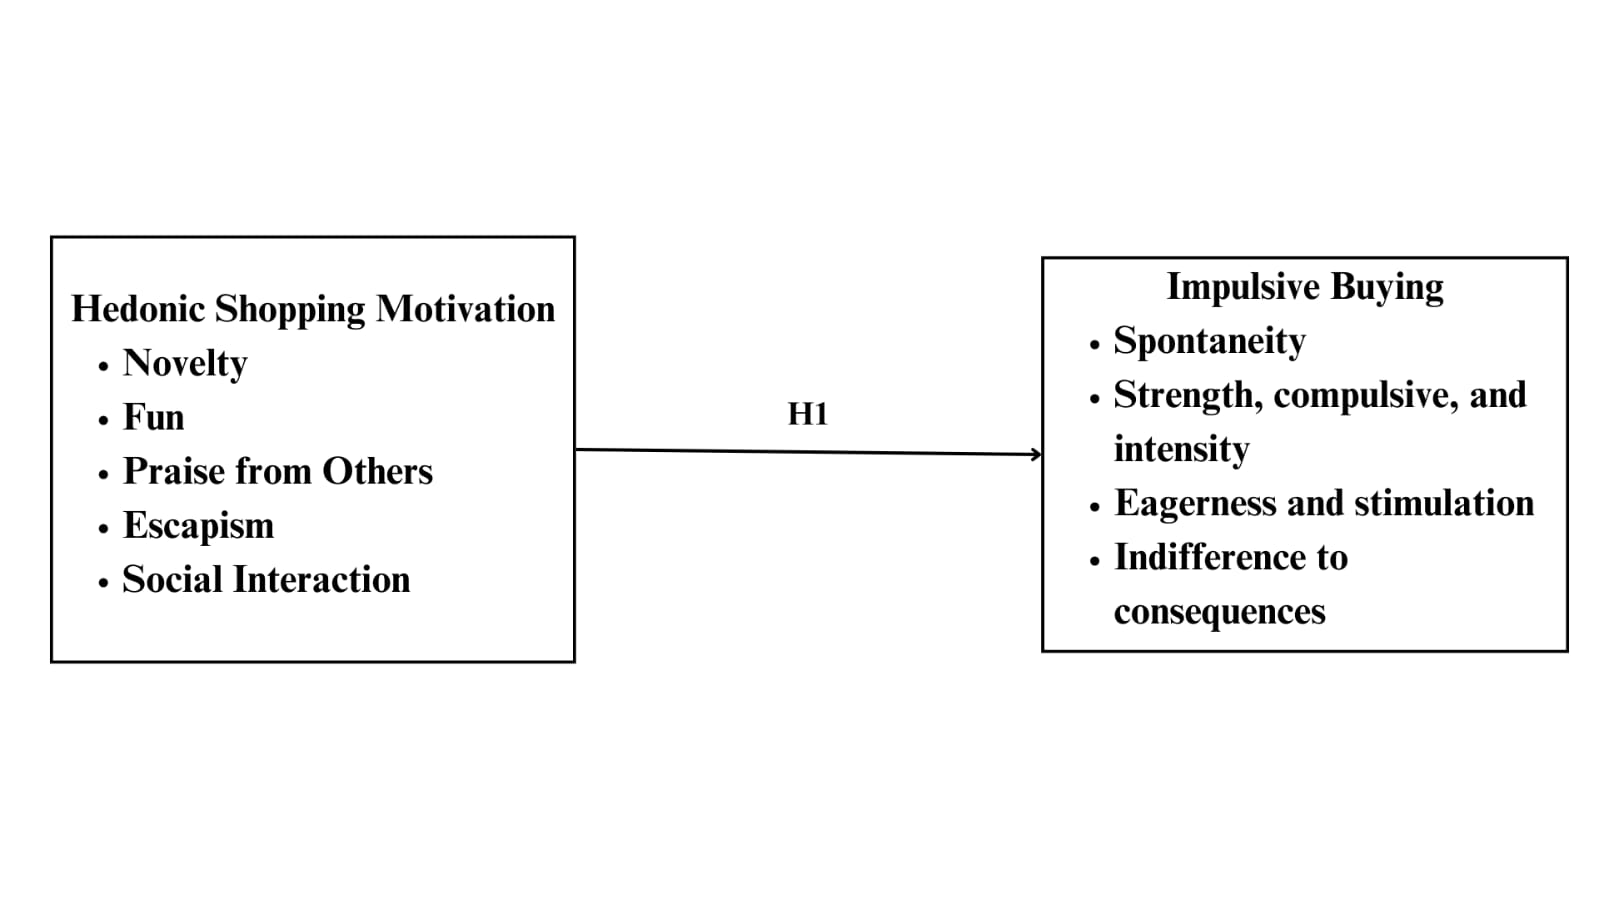 Hedonic Shopping Motivation
• Novelty
• Fun
• Praise from Others
• Escapism
• Social Interaction
H1
Impulsive Buying
• Spontaneity
• Strength, compulsive, and
intensity
• Eagerness and stimulation
• Indifference to
consequences